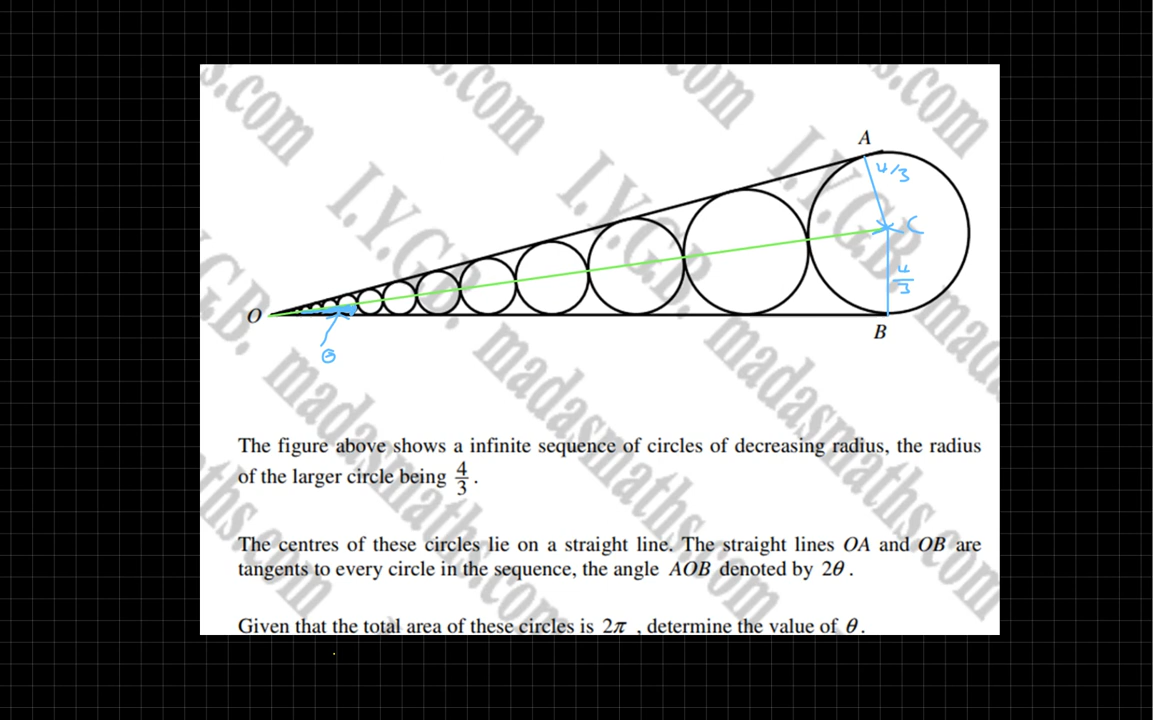 A
4/3
C
4/3
O
B
θ
The figure above shows a infinite sequence of circles of decreasing radius, the radius
of the larger circle being 4/3 .
The centres of these circles lie on a straight line. The straight lines OA and OB are
tangents to every circle in the sequence, the angle AOB denoted by 2θ .
Given that the total area of these circles is 2π , determine the value of θ .